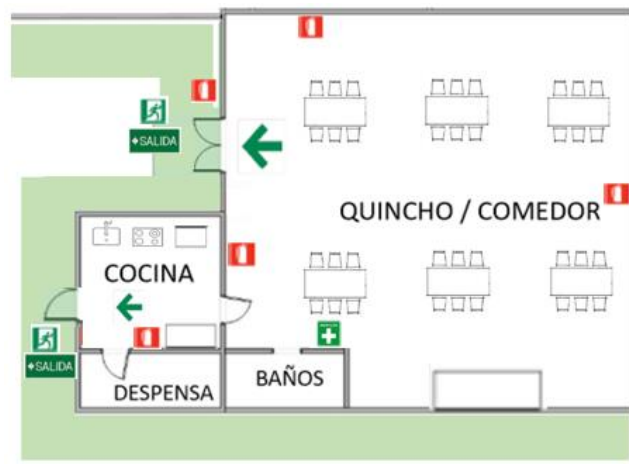 ←SALIDA
QUINCHO / COMEDOR
COCINA
←SALIDA
DESPENSA
BAÑOS